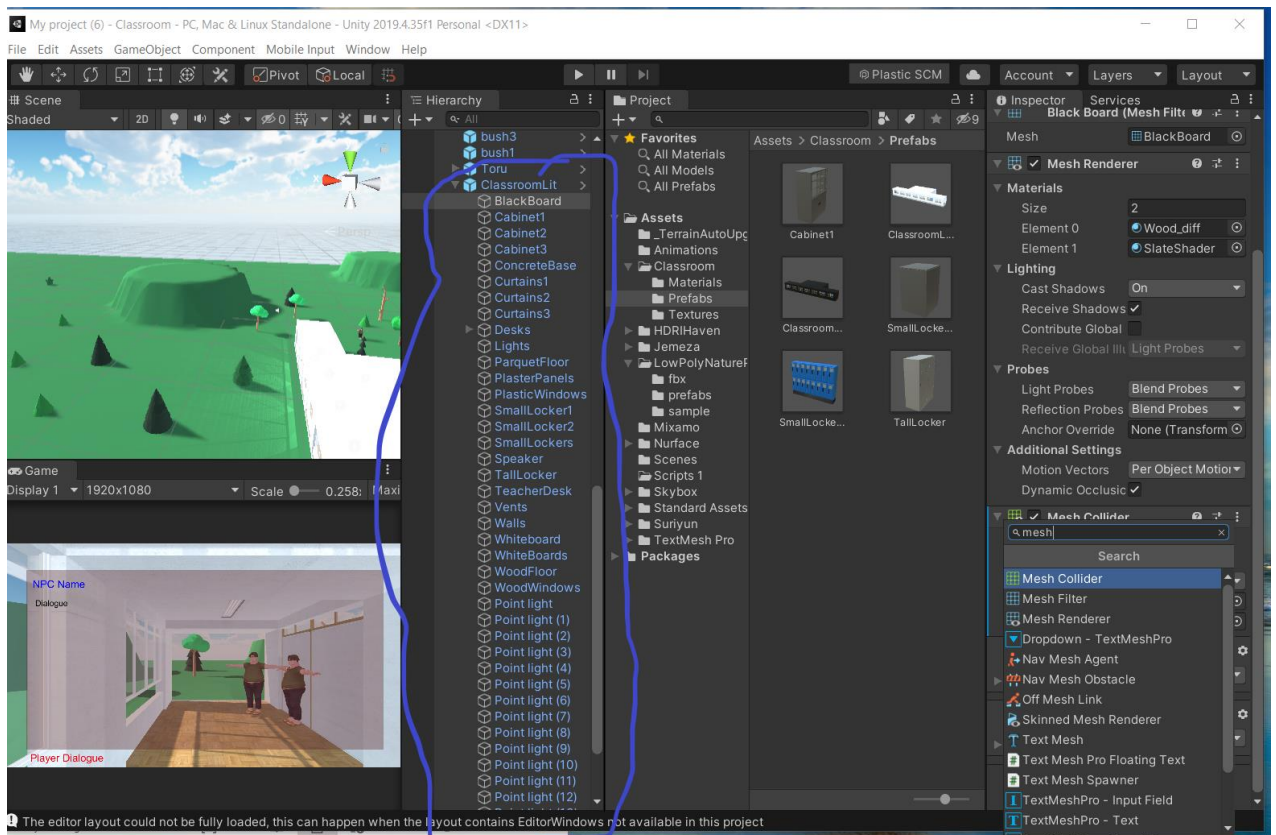 My project (6) - Classroom - PC, Mac & Linux Standalone - Unity 2019.4.35f1 Personal <DX11>
File Edit Assets GameObject Component Mobile Input Window Help
Pivot Local Plastic SCM Account Layers Layout
Scene
Shaded 2D 0
Persp
Game
Display 1 1920x1080 Scale 0.258: Maxi
NPC Name
Dialogue
Player Dialogue
Hierarchy
All
bush3
bush1
Toru
ClassroomLit
BlackBoard
Cabinet1
Cabinet2
Cabinet3
ConcreteBase
Curtains1
Curtains2
Curtains3
Desks
Lights
ParquetFloor
PlasterPanels
PlasticWindows
SmallLocker1
SmallLocker2
SmallLockers
Speaker
TallLocker
TeacherDesk
Vents
Walls
Whiteboard
WhiteBoards
WoodFloor
WoodWindows
Point light
Point light (1)
Point light (2)
Point light (3)
Point light (4)
Point light (5)
Point light (6)
Point light (7)
Point light (8)
Point light (9)
Point light (10)
Point light (11)
Point light (12)
Project
9
Favorites
All Materials
All Models
All Prefabs
Assets
_TerrainAutoUpg
Animations
Classroom
Materials
Prefabs
Textures
HDRIHaven
Jemeza
LowPolyNatureP
fbx
prefabs
sample
Mixamo
Nurface
Scenes
Scripts 1
Skybox
Standard Assets
Suriyun
TextMesh Pro
Packages
Assets > Classroom > Prefabs
Cabinet1 ClassroomL...
Classroom... SmallLocke...
SmallLocke... TallLocker
Inspector Services
Black Board (Mesh Filte
Mesh BlackBoard
Mesh Renderer
Materials
Size 2
Element 0 Wood_diff
Element 1 SlateShader
Lighting
Cast Shadows On
Receive Shadows
Contribute Global
Receive Global Illu Light Probes
Probes
Light Probes Blend Probes
Reflection Probes Blend Probes
Anchor Override None (Transform
Additional Settings
Motion Vectors Per Object Motion
Dynamic Occlusic
Mesh Collider
mesh
Search
Mesh Collider
Mesh Filter
Mesh Renderer
Dropdown - TextMeshPro
Nav Mesh Agent
Nav Mesh Obstacle
Off Mesh Link
Skinned Mesh Renderer
Text Mesh
Text Mesh Pro Floating Text
Text Mesh Spawner
TextMeshPro - Input Field
TextMeshPro - Text
The editor layout could not be fully loaded, this can happen when the layout contains EditorWindows not available in this project